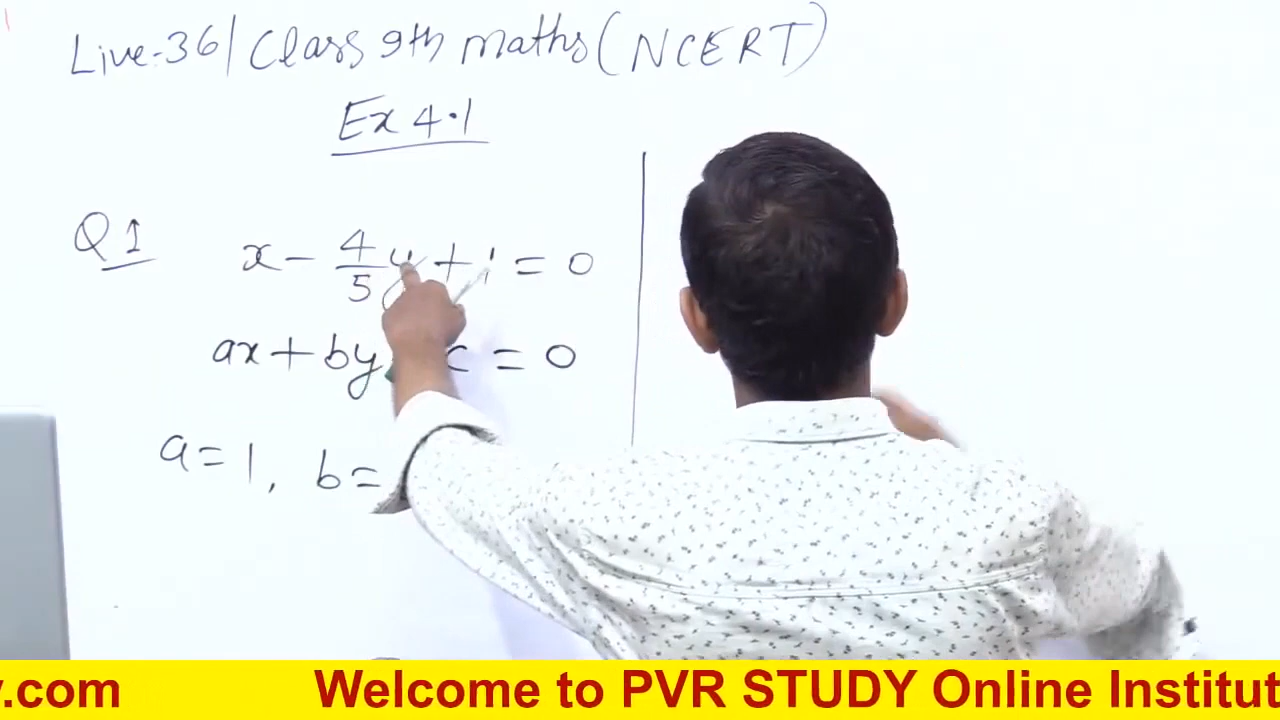 Live-36| Class 9th maths (NCERT)
Ex 4.1
Q1 x - 4/5 y + 1 = 0
ax + by c = 0
a = 1, b =
y.com Welcome to PVR STUDY Online Institut